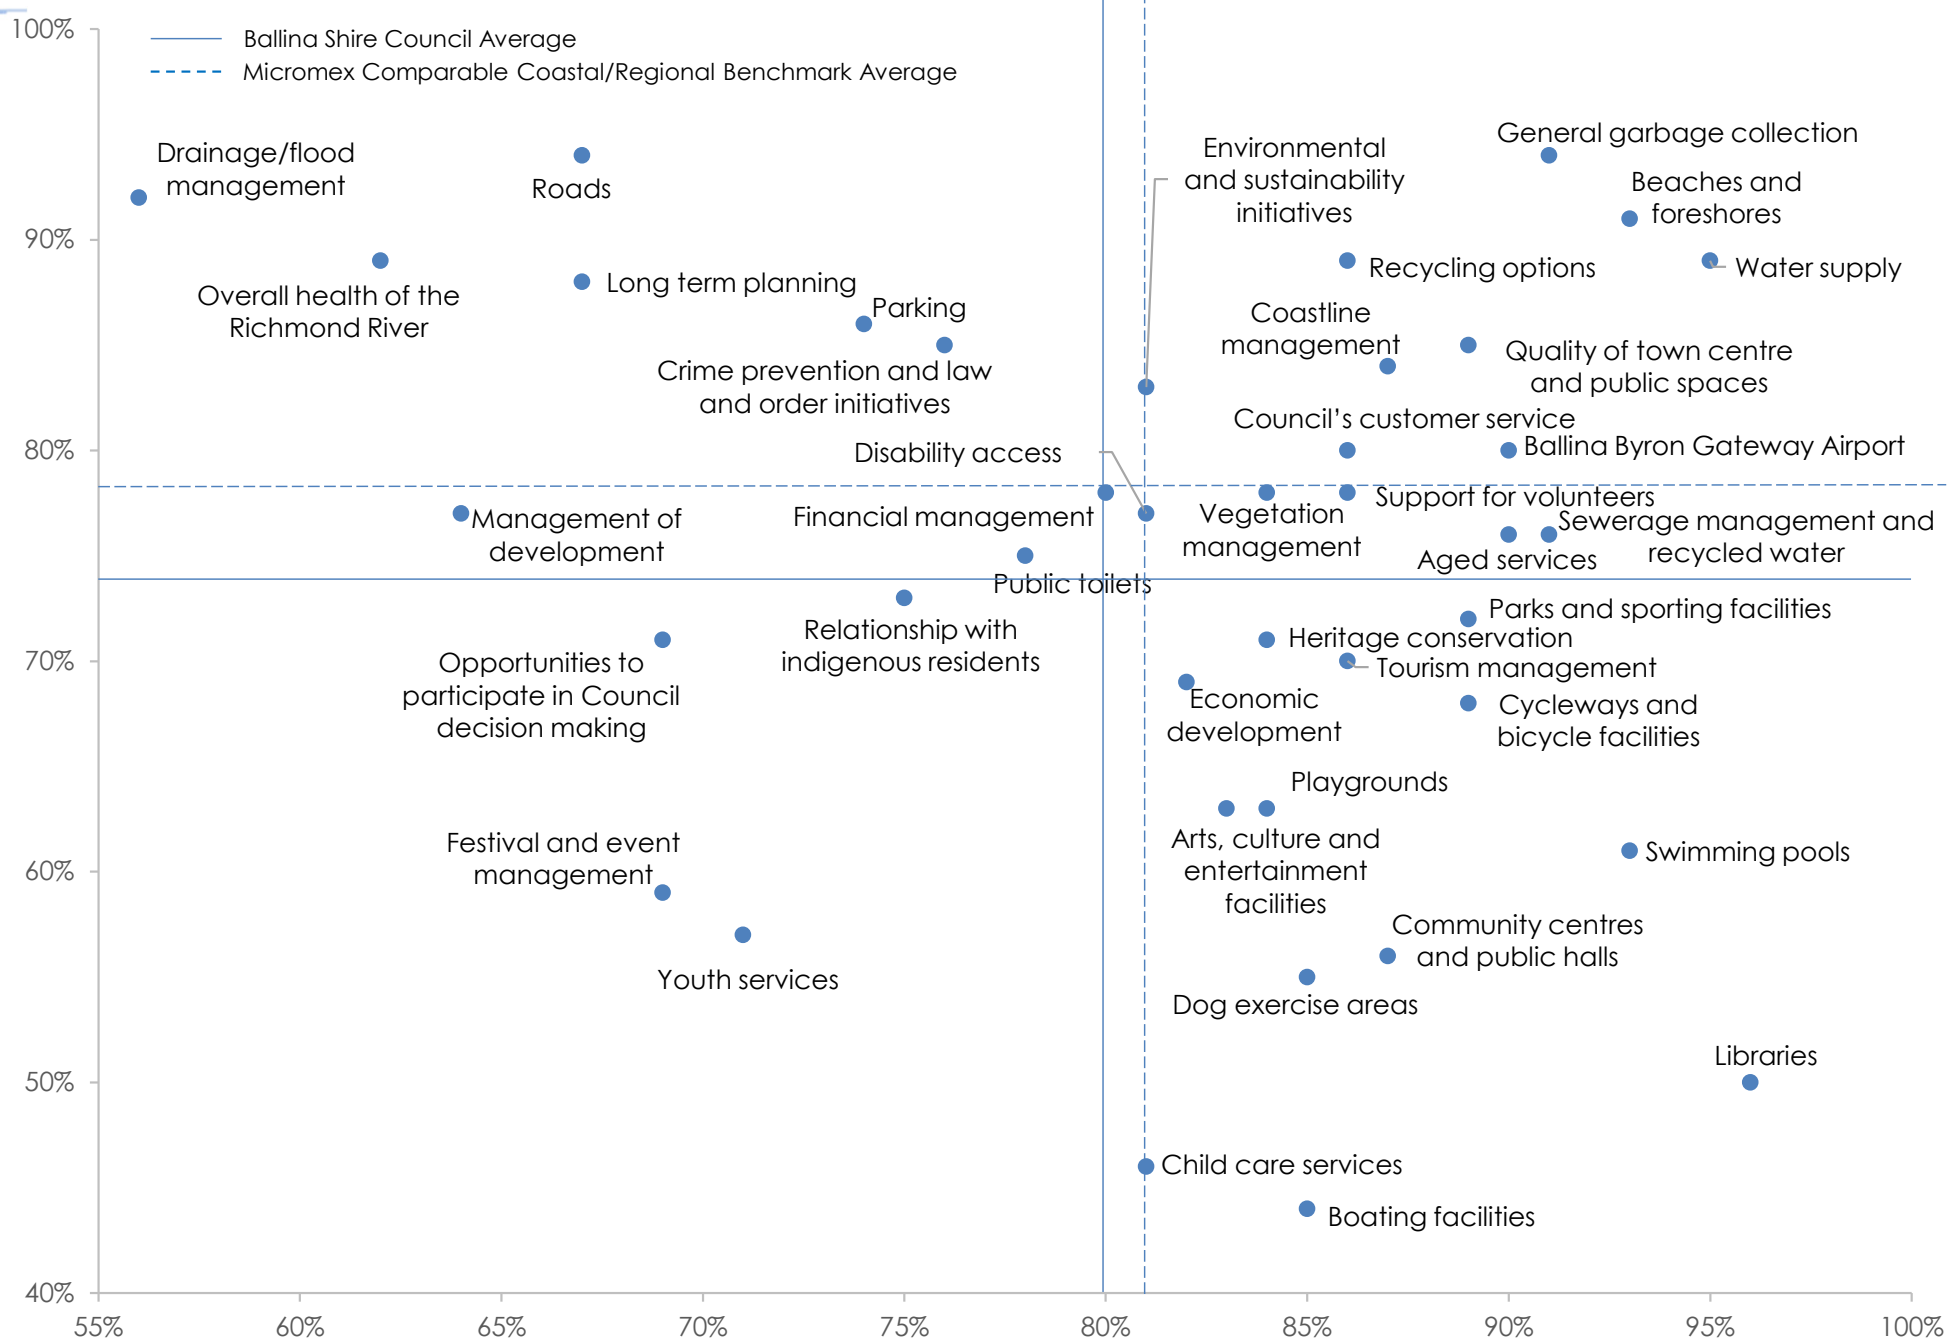 100%
Ballina Shire Council Average
Micromex Comparable Coastal/Regional Benchmark Average
General garbage collection
Environmental
and sustainability
initiatives
Drainage/flood
management
Roads
Beaches and
foreshores
90%
Recycling options
Water supply
Overall health of the
Richmond River
Long term planning
Parking
Coastline
management
Quality of town centre
and public spaces
Crime prevention and law
and order initiatives
Council’s customer service
80%
Disability access
Ballina Byron Gateway Airport
Support for volunteers
Management of
development
Financial management
Vegetation
management
Sewerage management and
recycled water
Aged services
Public toilets
Parks and sporting facilities
Relationship with
indigenous residents
Heritage conservation
70%
Opportunities to
participate in Council
decision making
Tourism management
Economic
development
Cycleways and
bicycle facilities
Playgrounds
Festival and event
management
Arts, culture and
entertainment
facilities
Swimming pools
60%
Community centres
and public halls
Youth services
Dog exercise areas
Libraries
50%
Child care services
Boating facilities
40%
55%
60%
65%
70%
75%
80%
85%
90%
95%
100%